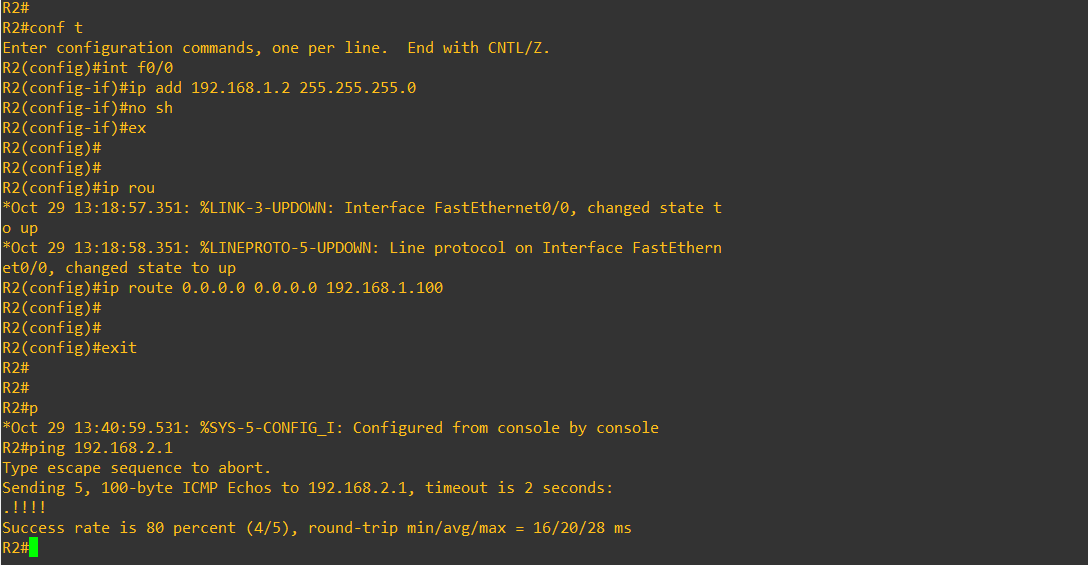 R2#
R2#conf t
Enter configuration commands, one per line.  End with CNTL/Z.
R2(config)#int f0/0
R2(config-if)#ip add 192.168.1.2 255.255.255.0
R2(config-if)#no sh
R2(config-if)#ex
R2(config)#
R2(config)#
R2(config)#ip rou
*Oct 29 13:18:57.351: %LINK-3-UPDOWN: Interface FastEthernet0/0, changed state t
o up
*Oct 29 13:18:58.351: %LINEPROTO-5-UPDOWN: Line protocol on Interface FastEthern
et0/0, changed state to up
R2(config)#ip route 0.0.0.0 0.0.0.0 192.168.1.100
R2(config)#
R2(config)#
R2(config)#exit
R2#
R2#
R2#p
*Oct 29 13:40:59.531: %SYS-5-CONFIG_I: Configured from console by console
R2#ping 192.168.2.1
Type escape sequence to abort.
Sending 5, 100-byte ICMP Echos to 192.168.2.1, timeout is 2 seconds:
.!!!!
Success rate is 80 percent (4/5), round-trip min/avg/max = 16/20/28 ms
R2#